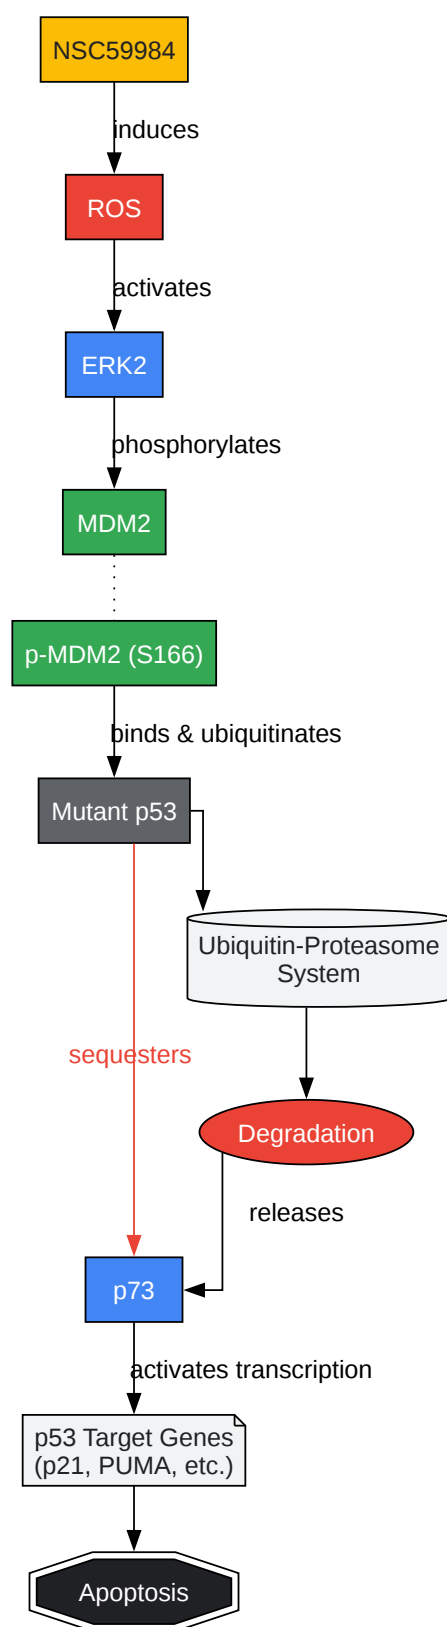 NSC59984
induces
ROS
activates
ERK2
phosphorylates
MDM2
p-MDM2 (S166)
binds & ubiquitinates
Mutant p53
Ubiquitin-Proteasome
System
sequesters
Degradation
releases
p73
activates transcription
p53 Target Genes
(p21, PUMA, etc.)
Apoptosis